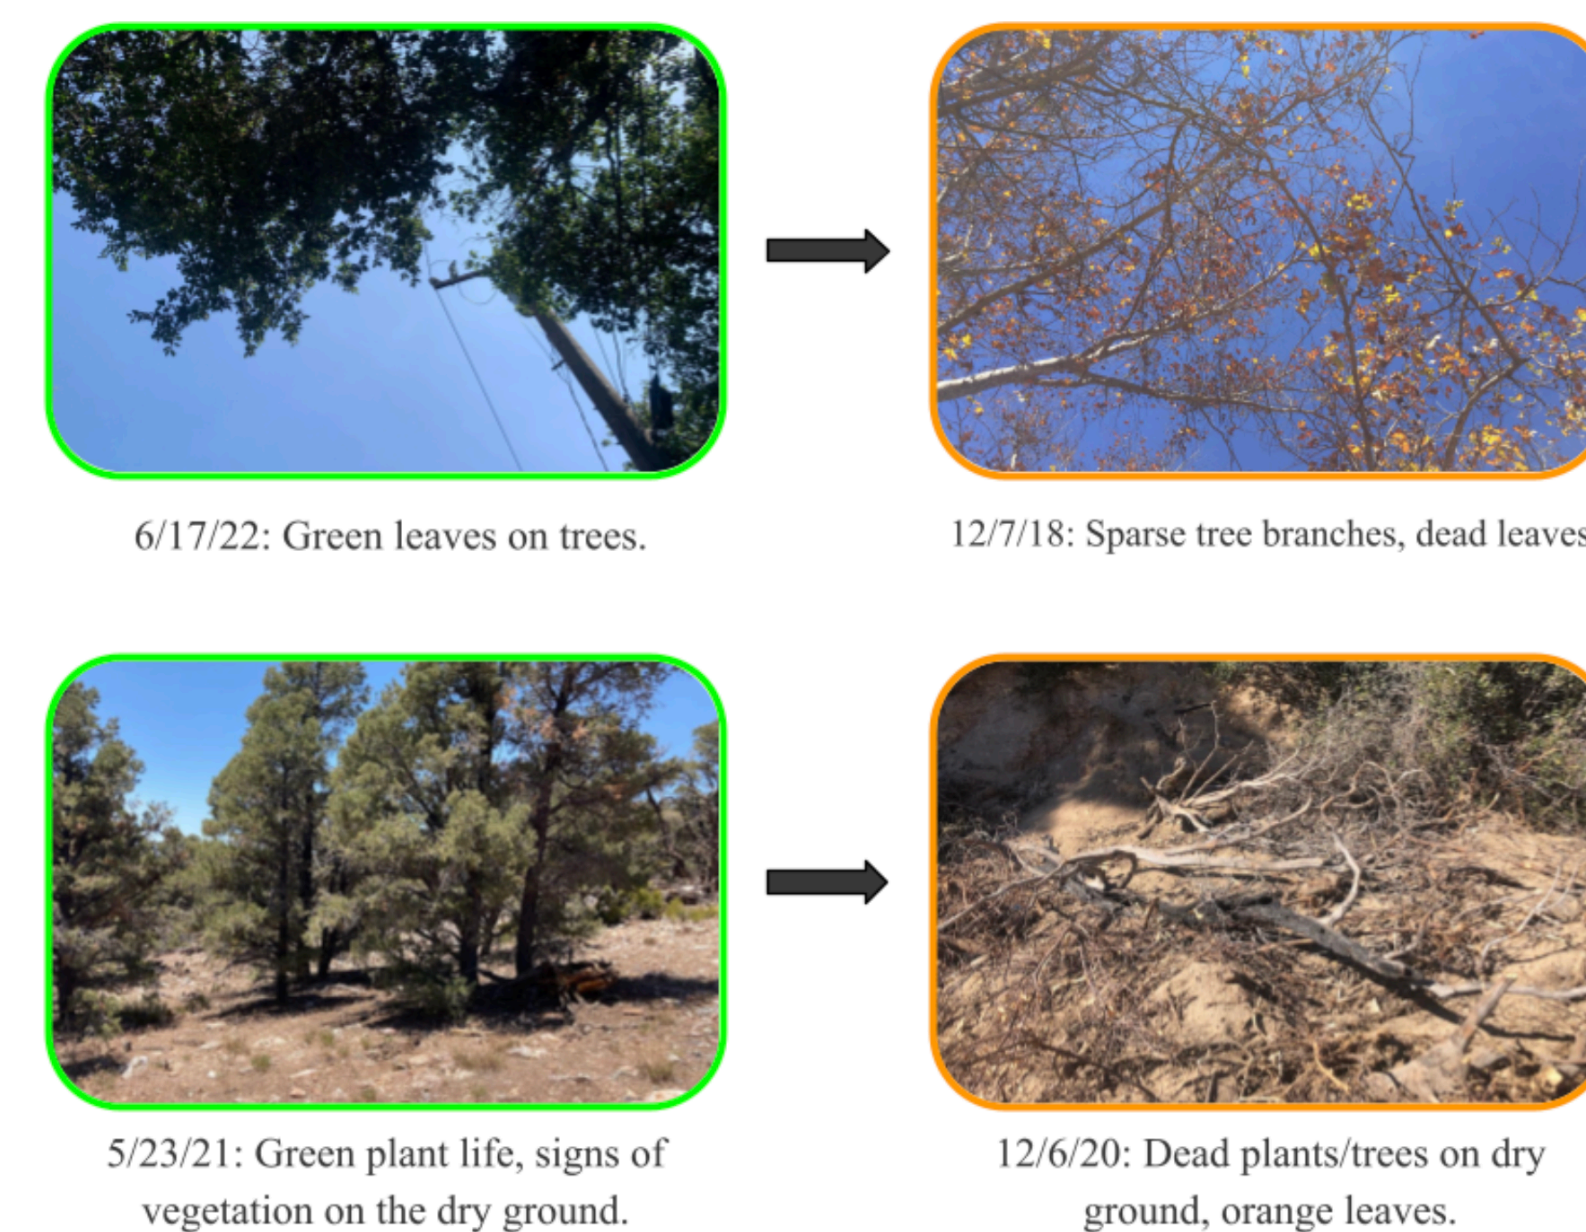 6/17/22: Green leaves on trees.
12/7/18: Sparse tree branches, dead leaves
5/23/21: Green plant life, signs of
vegetation on the dry ground.
12/6/20: Dead plants/trees on dry
ground, orange leaves.